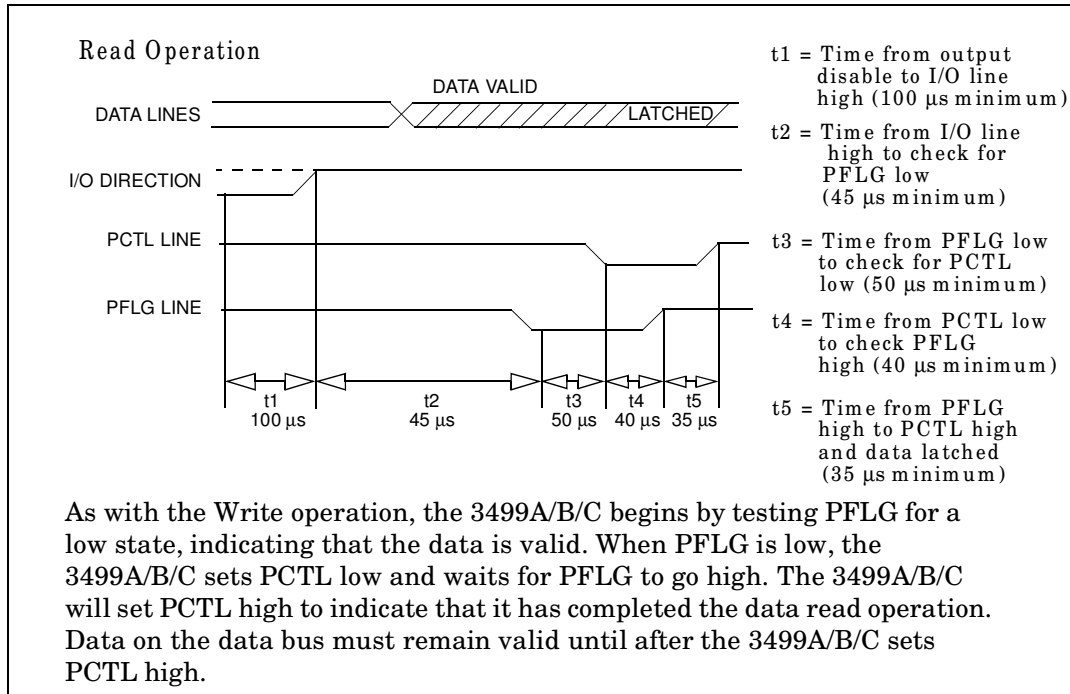 Read Operation
DATA VALID
DATA LINES
LATCHED
I/O DIRECTION
PCTL LINE
PFLG LINE
t1
t2
t3
t4
t5
100 µs
45 µs
50 µs
40 µs
35 µs
t1 = Time from output
disable to I/O line
high (100 µs minimum)
t2 = Time from I/O line
high to check for
PFLG low
(45 µs minimum)
t3 = Time from PFLG low
to check for PCTL
low (50 µs minimum)
t4 = Time from PCTL low
to check PFLG
high (40 µs minimum)
t5 = Time from PFLG
high to PCTL high
and data latched
(35 µs minimum)
As with the Write operation, the 3499A/B/C begins by testing PFLG for a
low state, indicating that the data is valid. When PFLG is low, the
3499A/B/C sets PCTL low and waits for PFLG to go high. The 3499A/B/C
will set PCTL high to indicate that it has completed the data read operation.
Data on the data bus must remain valid until after the 3499A/B/C sets
PCTL high.